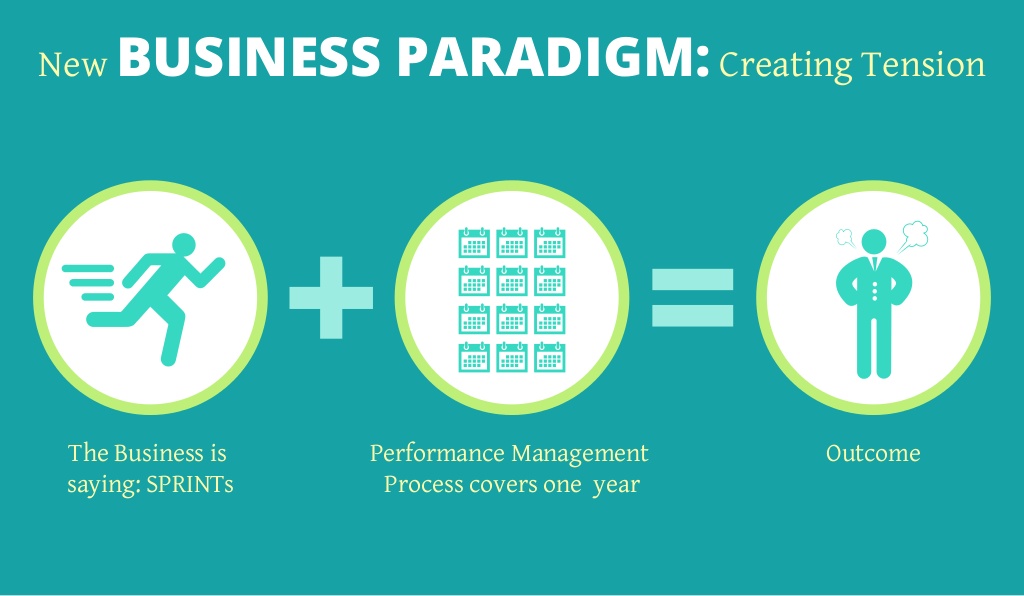 New BUSINESS PARADIGM: Creating Tension
The Business is
saying: SPRINTs
Performance Management
Process covers one  year
Outcome